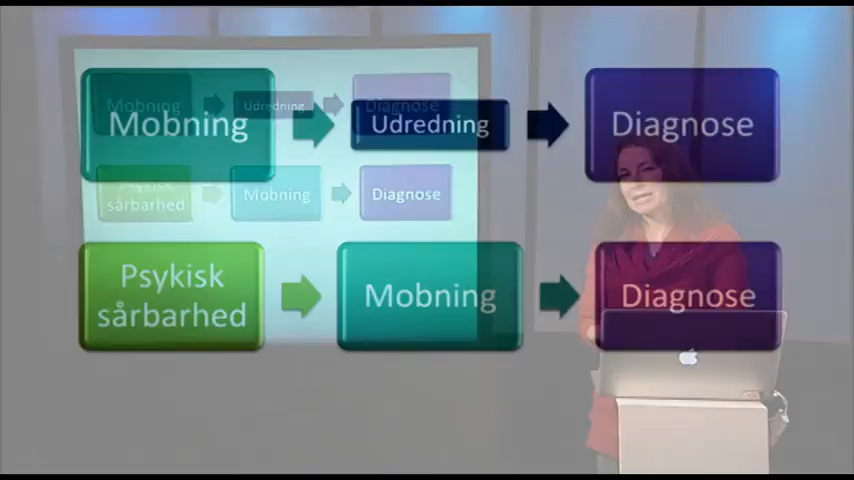 Mobning
Udredning
Diagnose
Psykisk
sårbarhed
Mobning
Diagnose
Mobning
Udredning
Diagnose
Psykisk
sårbarhed
Mobning
Diagnose